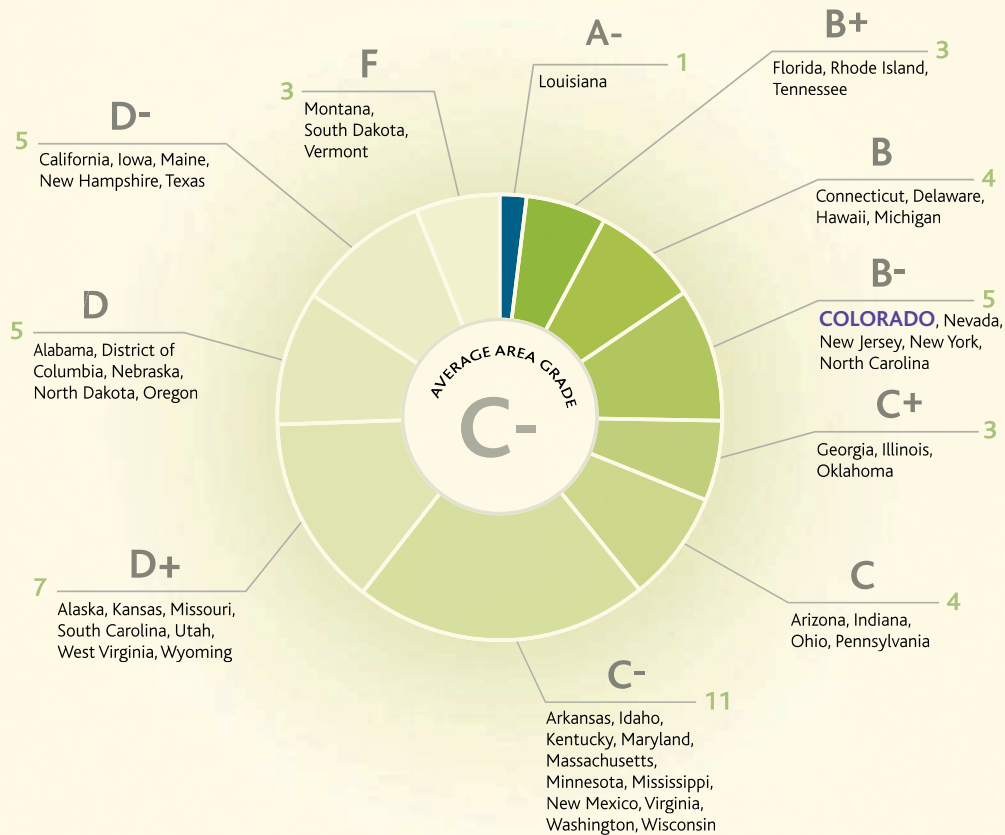 A-
1
Louisiana
B+
3
Florida, Rhode Island,
Tennessee
B
4
Connecticut, Delaware,
Hawaii, Michigan
B-
5
COLORADO, Nevada,
New Jersey, New York,
North Carolina
C+
3
Georgia, Illinois,
Oklahoma
C
4
Arizona, Indiana,
Ohio, Pennsylvania
C-
11
Arkansas, Idaho,
Kentucky, Maryland,
Massachusetts,
Minnesota, Mississippi,
New Mexico, Virginia,
Washington, Wisconsin
D+
7
Alaska, Kansas, Missouri,
South Carolina, Utah,
West Virginia, Wyoming
D
5
Alabama, District of
Columbia, Nebraska,
North Dakota, Oregon
D-
5
California, Iowa, Maine,
New Hampshire, Texas
F
3
Montana,
South Dakota,
Vermont
AVERAGE AREA GRADE
C-